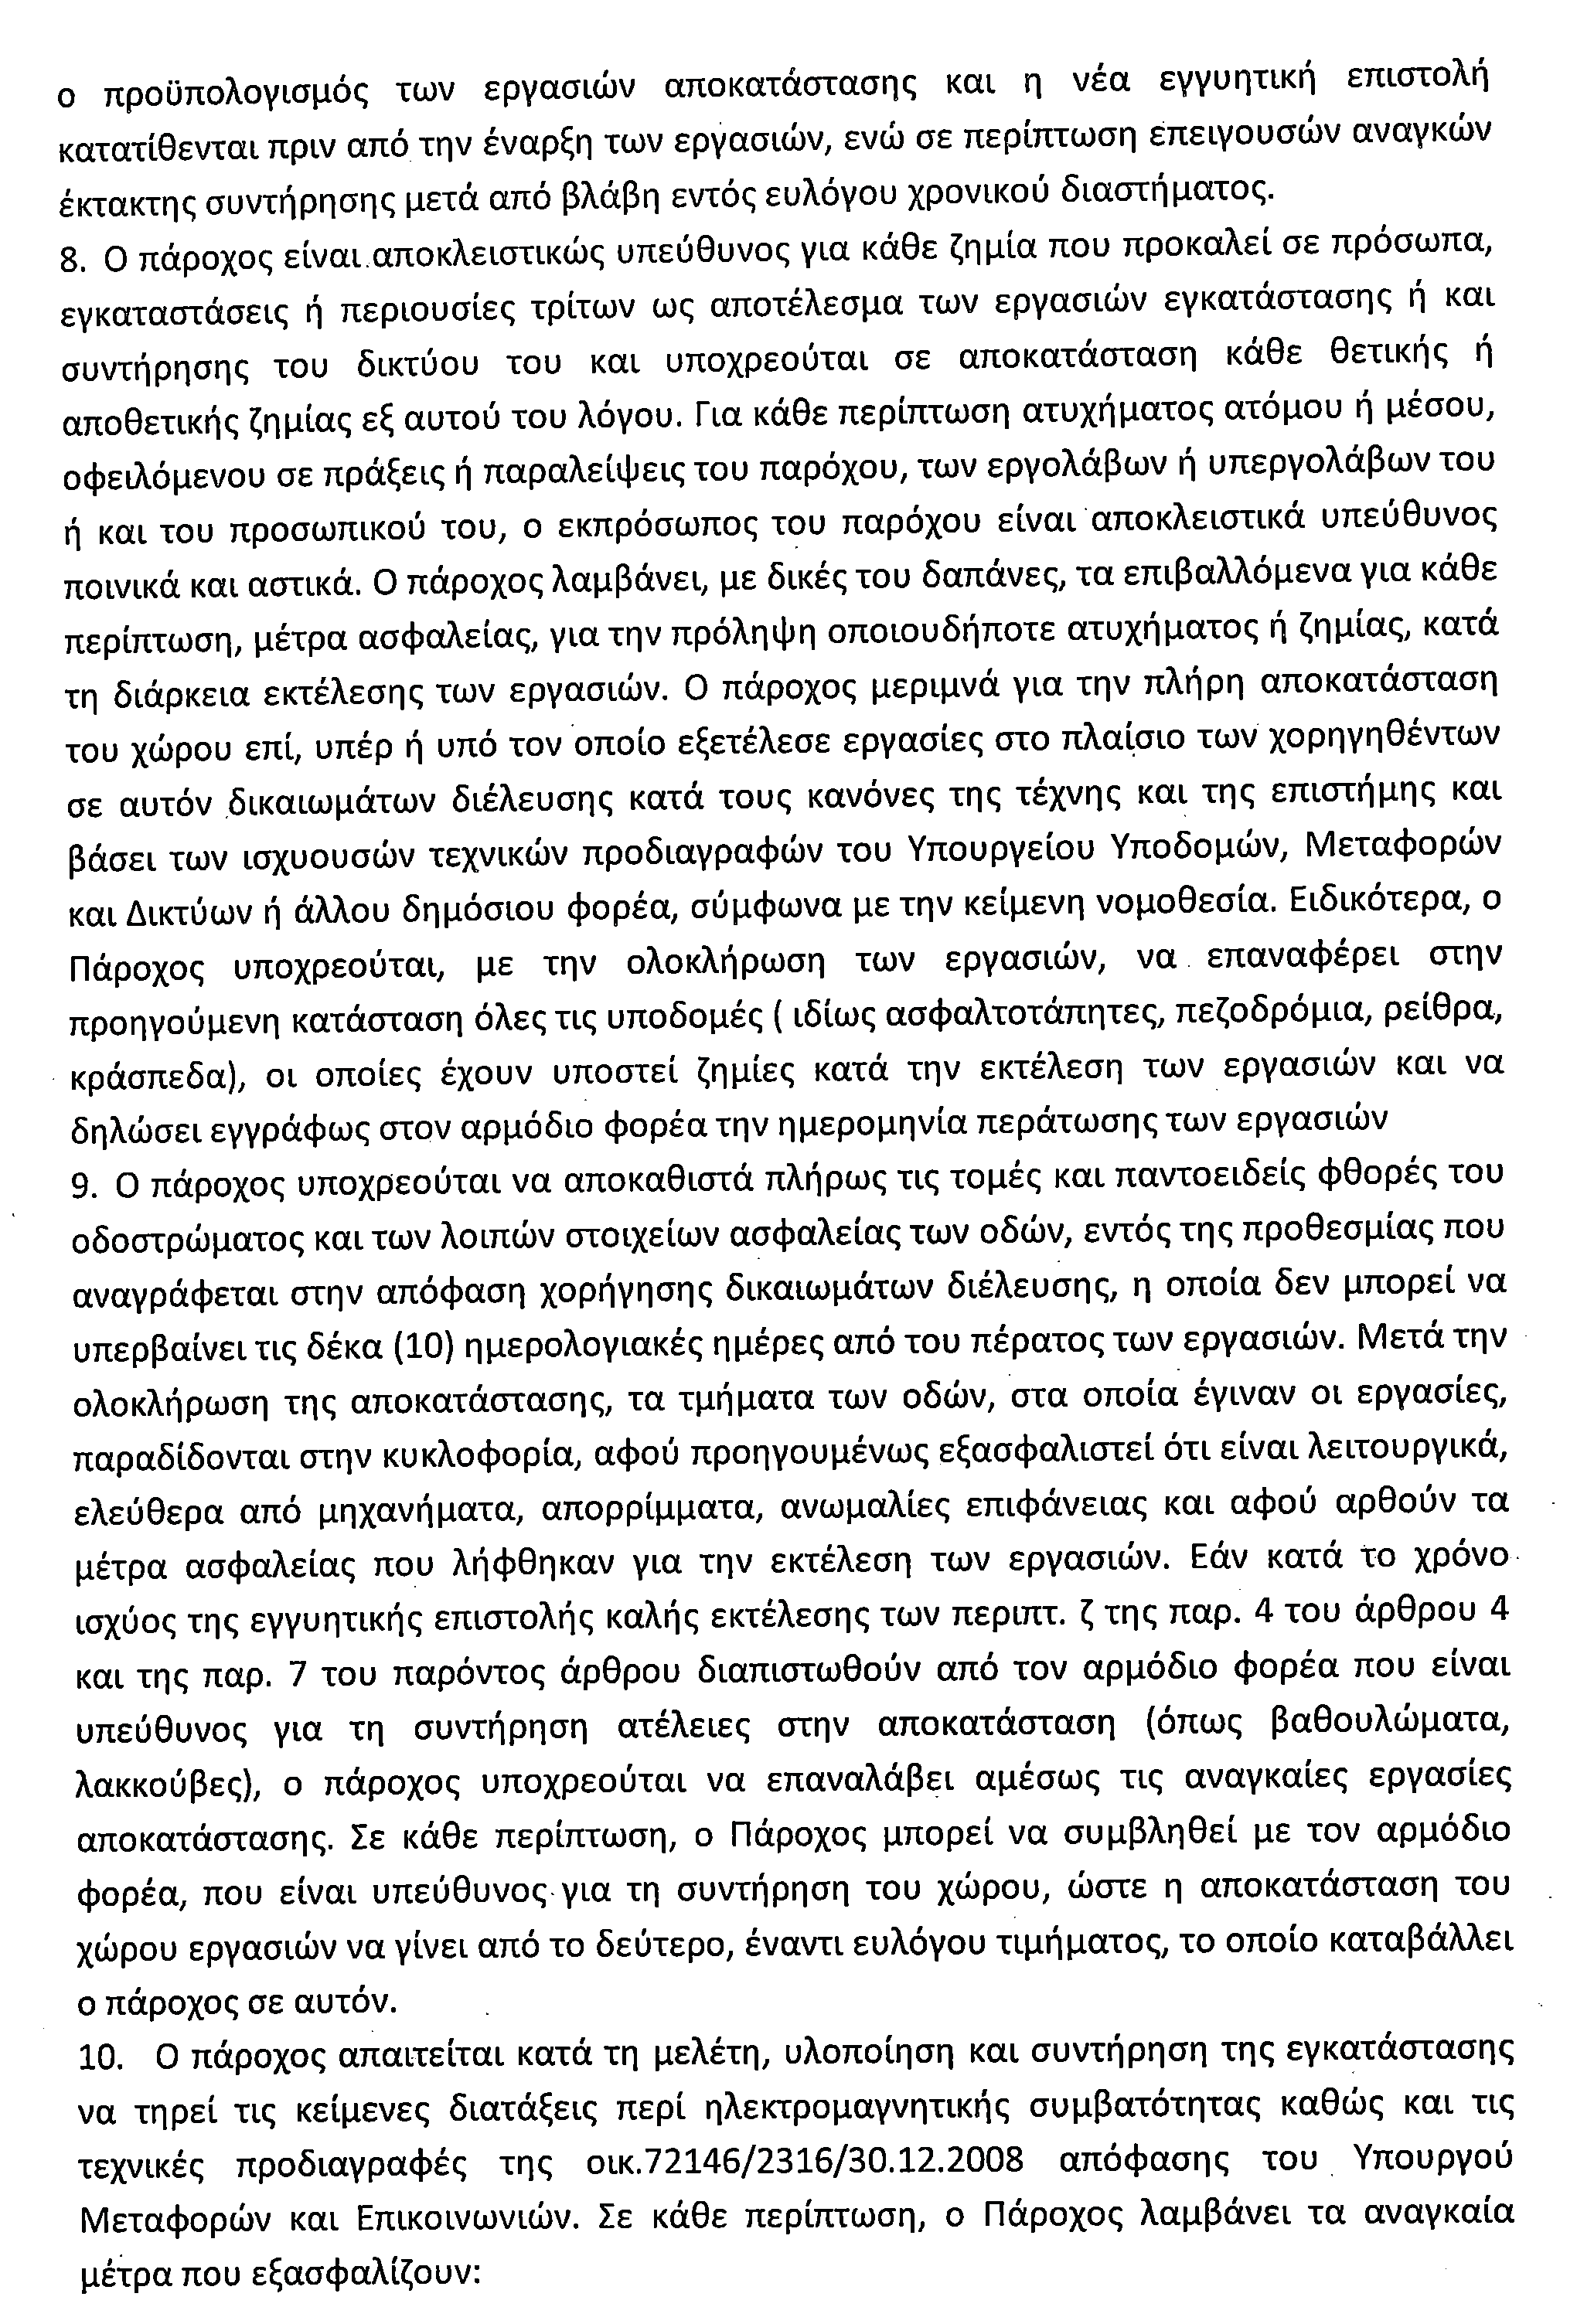 ο προϋπολογισμός των εργασιών αποκατάστασης και η νέα εγγυητική επιστολή
κατατίθενται πριν από την έναρξη των εργασιών, ενώ σε περίπτωση επειγουσών αναγκών
έκτακτης συντήρησης μετά από βλάβη εντός ευλόγου χρονικού διαστήματος.
8. Ο πάροχος είναι αποκλειστικώς υπεύθυνος για κάθε ζημία που προκαλεί σε πρόσωπα,
εγκαταστάσεις ή περιουσίες τρίτων ως αποτέλεσμα των εργασιών εγκατάστασης ή και
συντήρησης του δικτύου του και υποχρεούται σε αποκατάσταση κάθε θετικής ή
αποθετικής ζημίας εξ αυτού του λόγου. Για κάθε περίπτωση ατυχήματος ατόμου ή μέσου,
οφειλόμενου σε πράξεις ή παραλείψεις του παρόχου, των εργολάβων ή υπεργολάβων του
ή και του προσωπικού του, ο εκπρόσωπος του παρόχου είναι αποκλειστικά υπεύθυνος
ποινικά και αστικά. Ο πάροχος λαμβάνει, με δικές του δαπάνες, τα επιβαλλόμενα για κάθε
περίπτωση, μέτρα ασφαλείας, για την πρόληψη οποιουδήποτε ατυχήματος ή ζημίας, κατά
τη διάρκεια εκτέλεσης των εργασιών. Ο πάροχος μεριμνά για την πλήρη αποκατάσταση
του χώρου επί, υπέρ ή υπό τον οποίο εξετέλεσε εργασίες στο πλαίσιο των χορηγηθέντων
σε αυτόν δικαιωμάτων διέλευσης κατά τους κανόνες της τέχνης και της επιστήμης και
βάσει των ισχυουσών τεχνικών προδιαγραφών του Υπουργείου Υποδομών, Μεταφορών
και Δικτύων ή άλλου δημόσιου φορέα, σύμφωνα με την κείμενη νομοθεσία. Ειδικότερα, ο
Πάροχος υποχρεούται, με την ολοκλήρωση των εργασιών, να επαναφέρει στην
προηγούμενη κατάσταση όλες τις υποδομές ( ιδίως ασφαλτοτάπητες, πεζοδρόμια, ρείθρα,
κράσπεδα), οι οποίες έχουν υποστεί ζημίες κατά την εκτέλεση των εργασιών και να
δηλώσει εγγράφως στον αρμόδιο φορέα την ημερομηνία περάτωσης των εργασιών
9. Ο πάροχος υποχρεούται να αποκαθιστά πλήρως τις τομές και παντοειδείς φθορές του
οδοστρώματος και των λοιπών στοιχείων ασφαλείας των οδών, εντός της προθεσμίας που
αναγράφεται στην απόφαση χορήγησης δικαιωμάτων διέλευσης, η οποία δεν μπορεί να
υπερβαίνει τις δέκα (10) ημερολογιακές ημέρες από του πέρατος των εργασιών. Μετά την
ολοκλήρωση της αποκατάστασης, τα τμήματα των οδών, στα οποία έγιναν οι εργασίες,
παραδίδονται στην κυκλοφορία, αφού προηγουμένως εξασφαλιστεί ότι είναι λειτουργικά,
ελεύθερα από μηχανήματα, απορρίμματα, ανωμαλίες επιφάνειας και αφού αρθούν τα
μέτρα ασφαλείας που λήφθηκαν για την εκτέλεση των εργασιών. Εάν κατά το χρόνο
ισχύος της εγγυητικής επιστολής καλής εκτέλεσης των περιπτ. ζ της παρ. 4 του άρθρου 4
και της παρ. 7 του παρόντος άρθρου διαπιστωθούν από τον αρμόδιο φορέα που είναι
υπεύθυνος για τη συντήρηση ατέλειες στην αποκατάσταση (όπως βαθουλώματα,
λακκούβες), ο πάροχος υποχρεούται να επαναλάβει αμέσως τις αναγκαίες εργασίες
αποκατάστασης. Σε κάθε περίπτωση, ο Πάροχος μπορεί να συμβληθεί με τον αρμόδιο
φορέα, που είναι υπεύθυνος για τη συντήρηση του χώρου, ώστε η αποκατάσταση του
χώρου εργασιών να γίνει από το δεύτερο, έναντι ευλόγου τιμήματος, το οποίο καταβάλλει
ο πάροχος σε αυτόν.
10. Ο πάροχος απαιτείται κατά τη μελέτη, υλοποίηση και συντήρηση της εγκατάστασης
να τηρεί τις κείμενες διατάξεις περί ηλεκτρομαγνητικής συμβατότητας καθώς και τις
τεχνικές προδιαγραφές της οικ.72146/2316/30.12.2008 απόφασης του Υπουργού
Μεταφορών και Επικοινωνιών. Σε κάθε περίπτωση, ο Πάροχος λαμβάνει τα αναγκαία
μέτρα που εξασφαλίζουν: